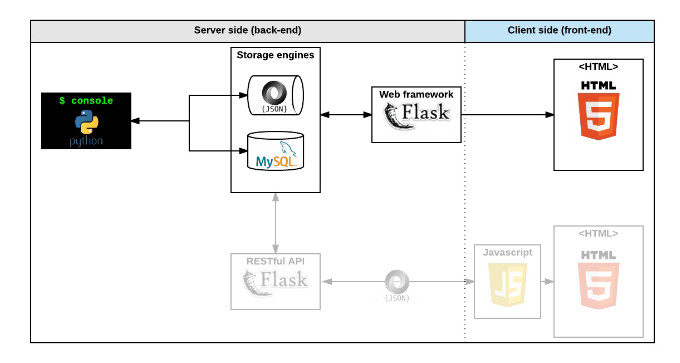 Server side (back-end)
Client side (front-end)
Storage engines
$ console
python
{JSON}
MySQL
Web framework
Flask
<HTML>
HTML
5
RESTful API
Flask
{JSON}
Javascript
JS
<HTML>
HTML
5